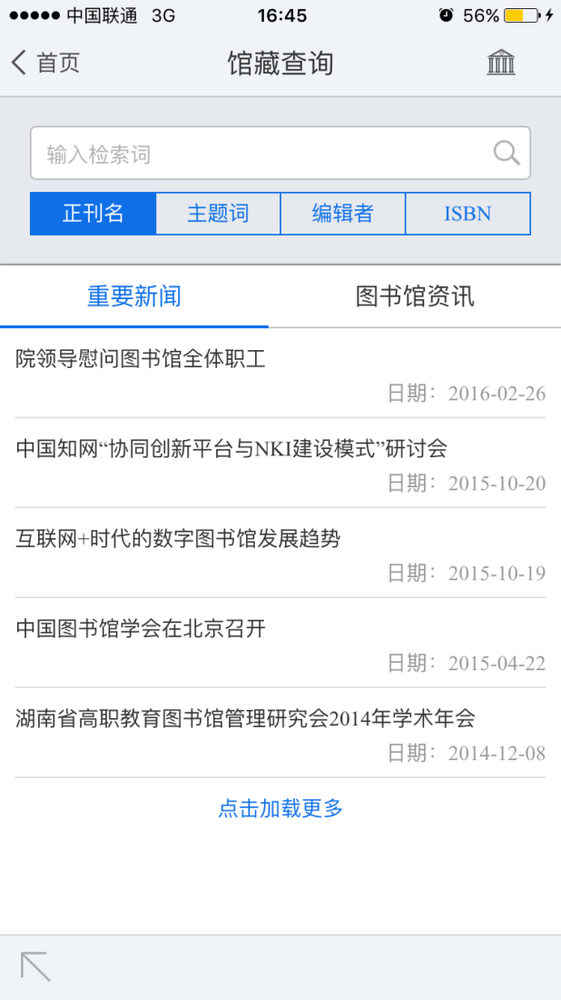 中国联通 3G 16:45 56%
首页 馆藏查询
输入检索词
正刊名 主题词 编辑者 ISBN
重要新闻 图书馆资讯
院领导慰问图书馆全体职工
日期：2016-02-26
中国知网“协同创新平台与NKI建设模式”研讨会
日期：2015-10-20
互联网+时代的数字图书馆发展趋势
日期：2015-10-19
中国图书馆学会在北京召开
日期：2015-04-22
湖南省高职教育图书馆管理研究会2014年学术年会
日期：2014-12-08
点击加载更多